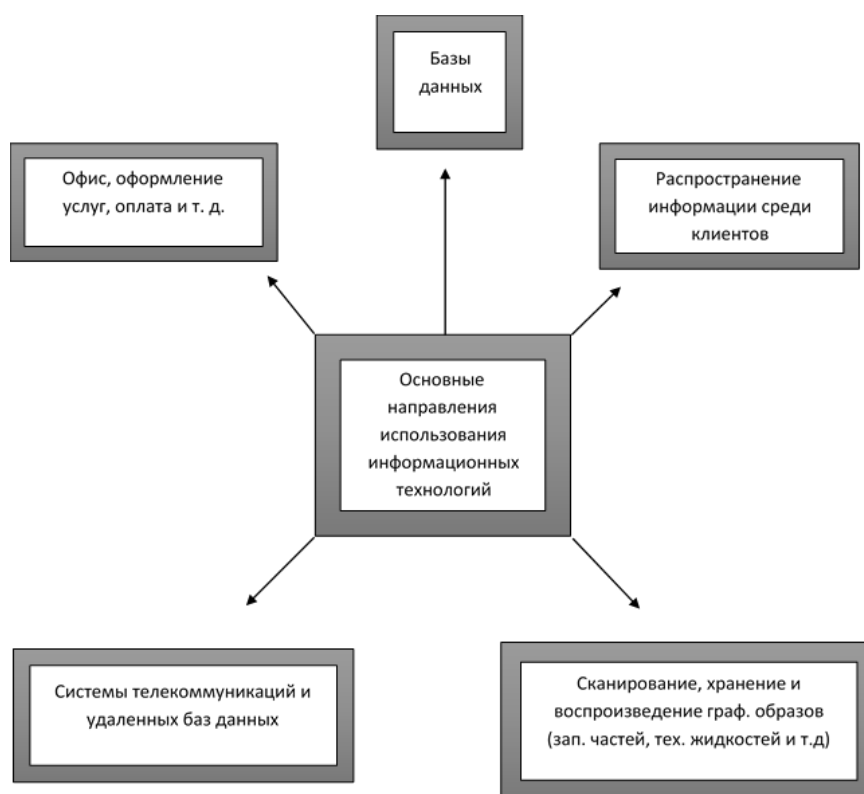 Базы
данных
Офис, оформление
услуг, оплата и т. д.
Распространение
информации среди
клиентов
Основные
направления
использования
информационных
технологий
Системы телекоммуникаций и
удаленных баз данных
Сканирование, хранение и
воспроизведение граф. образов
(зап. частей, тех. жидкостей и т.д)